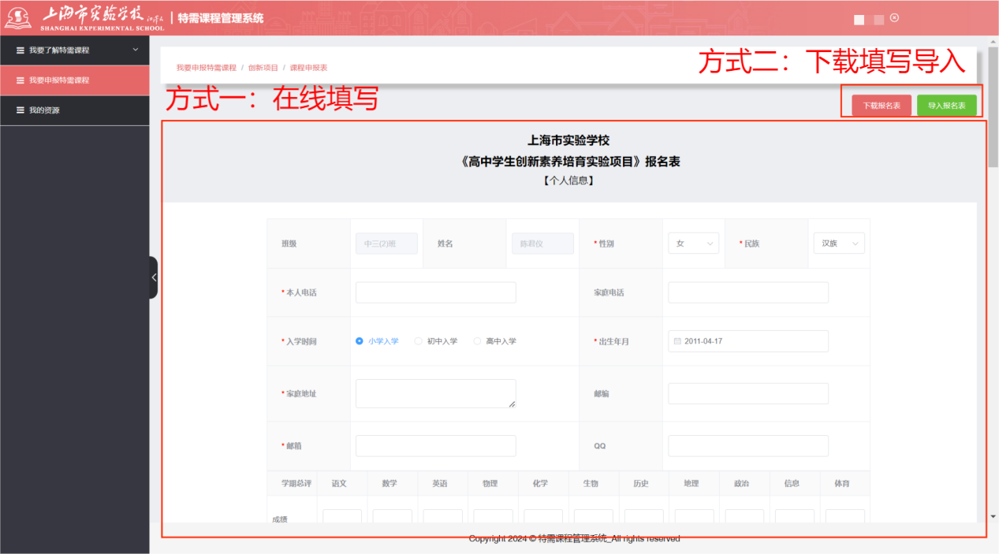 上海市实验学校
SHANGHAI EXPERIMENTAL SCHOOL
特需课程管理系统
我要了解特需课程
我要申报特需课程
我的资源
我要申报特需课程 / 创新项目 / 课程申报表
方式二：下载填写导入
方式一：在线填写
下载报名表 导入报名表
上海市实验学校
《高中学生创新素养培育实验项目》报名表
【个人信息】
班级 中三(2)班 姓名 陈君仪 * 性别 女 * 民族 汉族
* 本人电话 家庭电话
* 入学时间 小学入学 初中入学 高中入学 * 出生年月 2011-04-17
* 家庭地址 邮编
* 邮箱 QQ
学期总评 语文 数学 英语 物理 化学 生物 历史 地理 政治 信息 体育
成绩
Copyright 2024 © 特需课程管理系统_All rights reserved